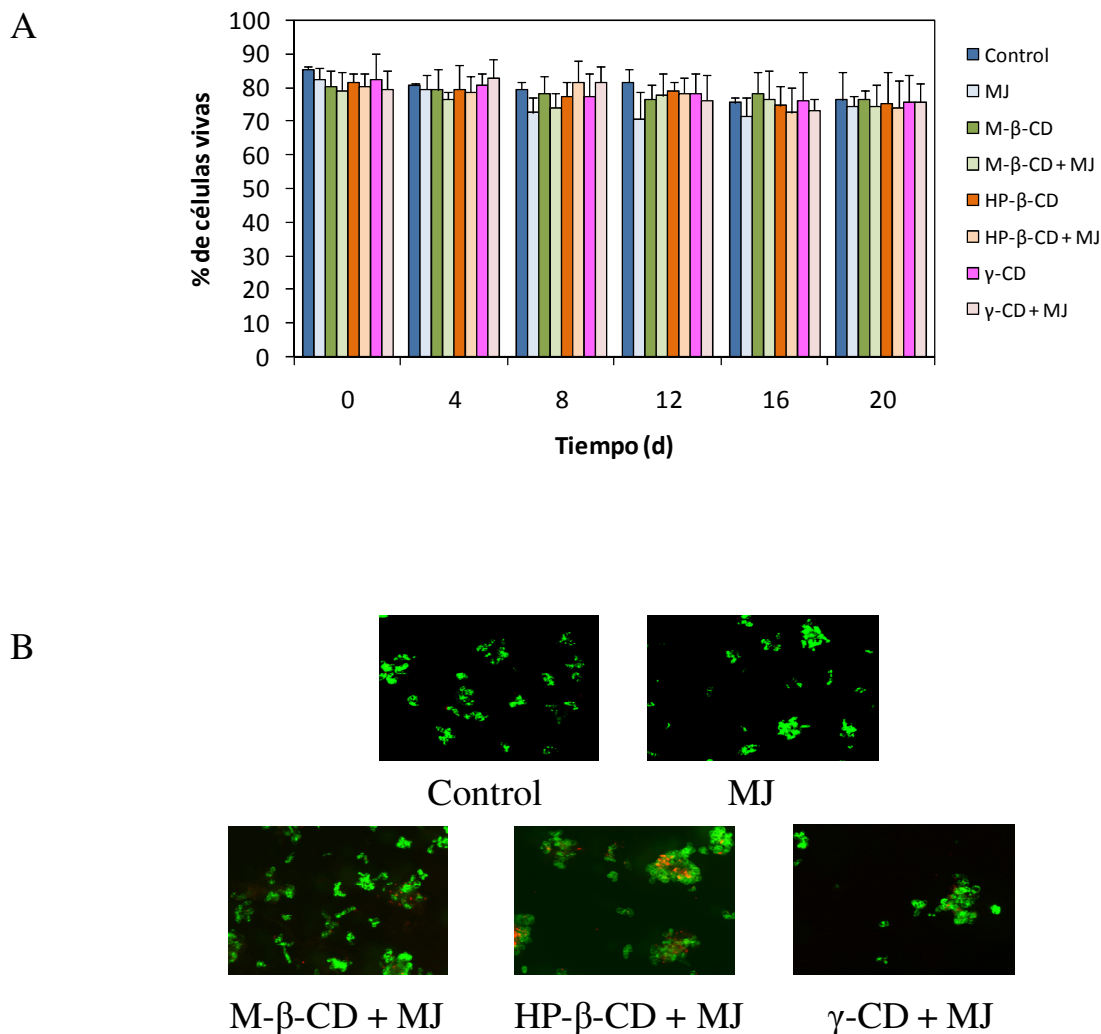 A
% de células vivas
100
90
80
70
60
50
40
30
20
10
0
0 4 8 12 16 20
Tiempo (d)
Control
MJ
M-β-CD
M-β-CD + MJ
HP-β-CD
HP-β-CD + MJ
γ-CD
γ-CD + MJ
B
Control MJ
M-β-CD + MJ HP-β-CD + MJ γ-CD + MJ